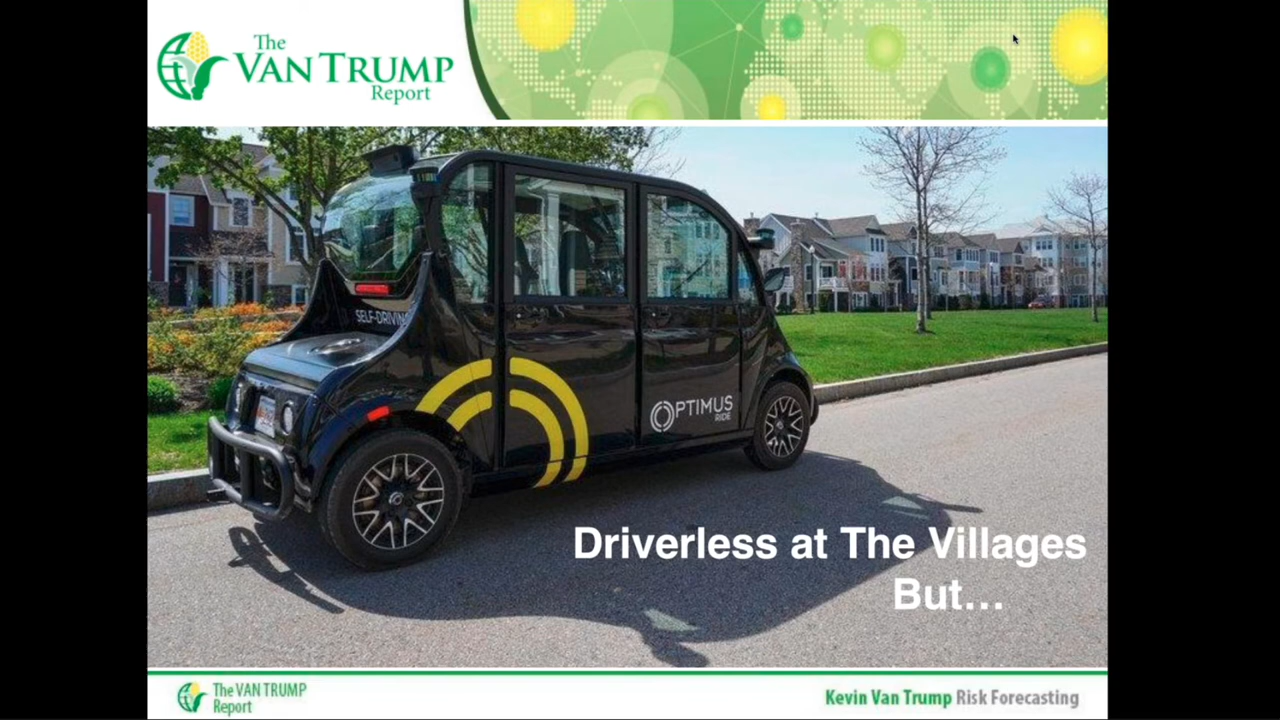 The
VAN TRUMP
Report
SELF-DRIVING
OPTIMUS
RIDE
Driverless at The Villages
But...
The VAN TRUMP
Report
Kevin Van Trump Risk Forecasting